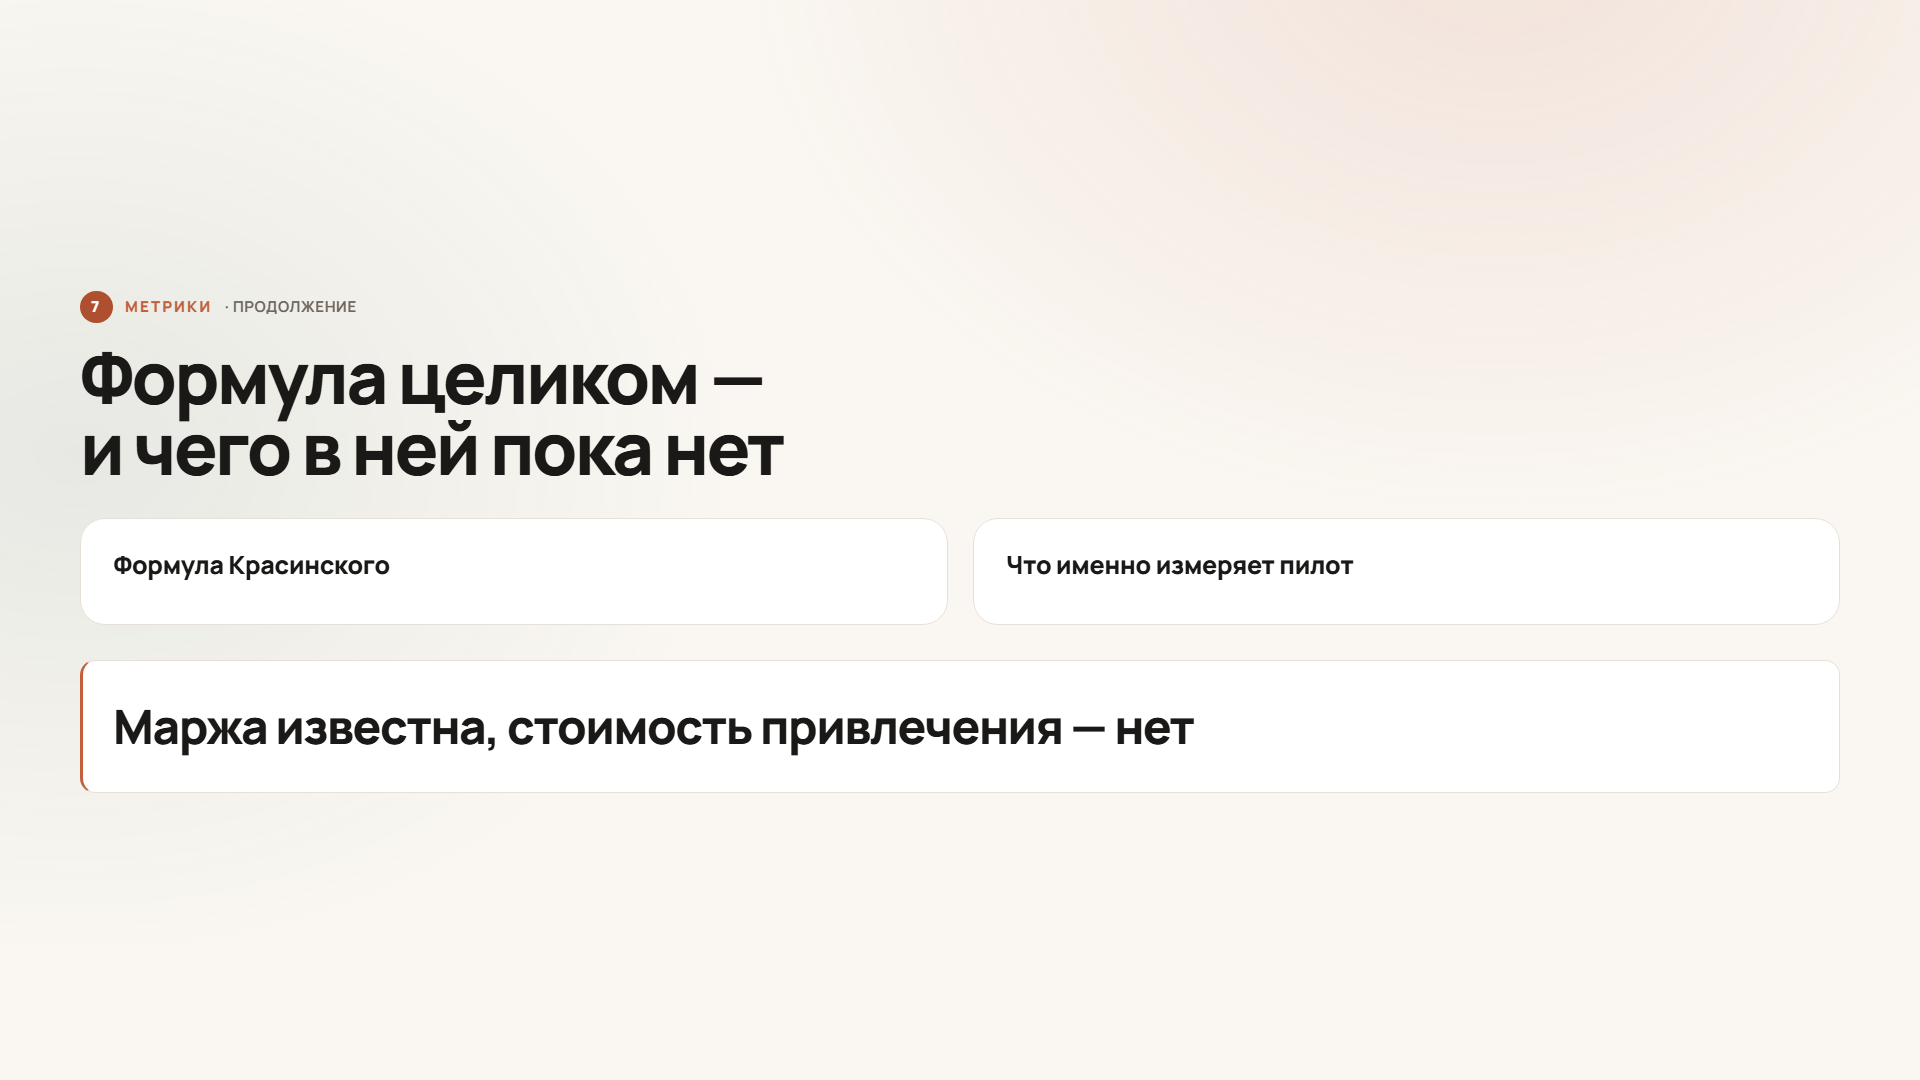 7 МЕТРИКИ · ПРОДОЛЖЕНИЕ
Формула целиком —
и чего в ней пока нет
Формула Красинского
Что именно измеряет пилот
Маржа известна, стоимость привлечения — нет